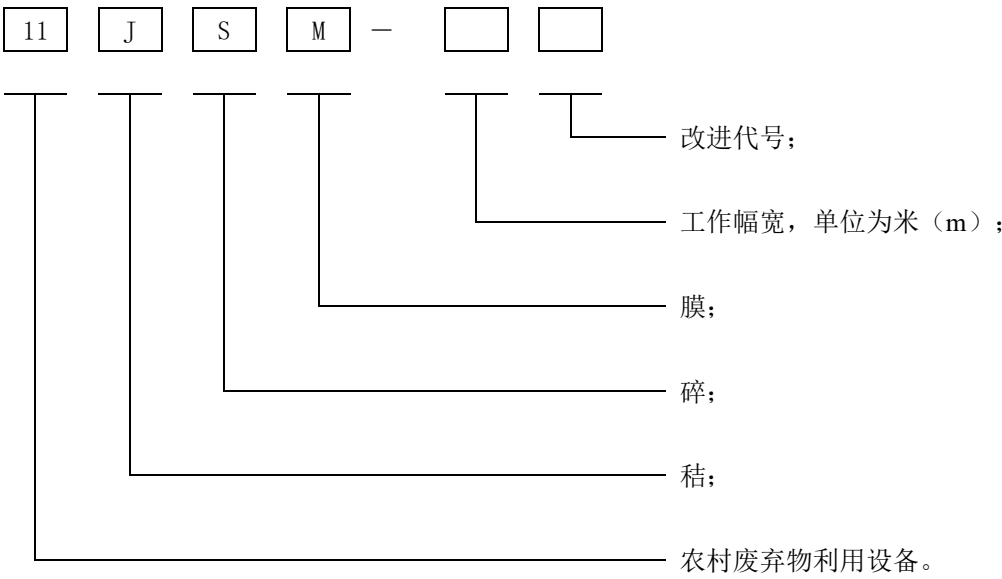 11 J S M －
改进代号；
工作幅宽，单位为米（m）；
膜；
碎；
秸；
农村废弃物利用设备。